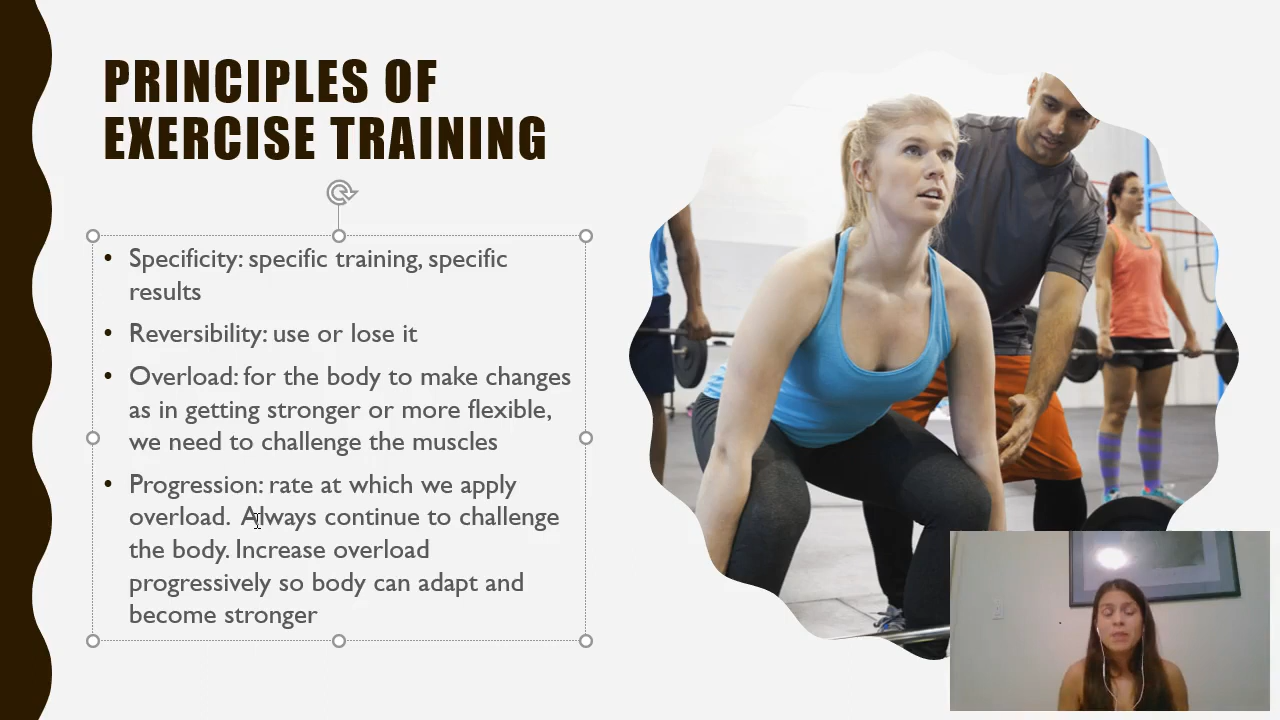 PRINCIPLES OF
EXERCISE TRAINING
• Specificity: specific training, specific
results
• Reversibility: use or lose it
• Overload: for the body to make changes
as in getting stronger or more flexible,
we need to challenge the muscles
• Progression: rate at which we apply
overload. Always continue to challenge
the body. Increase overload
progressively so body can adapt and
become stronger